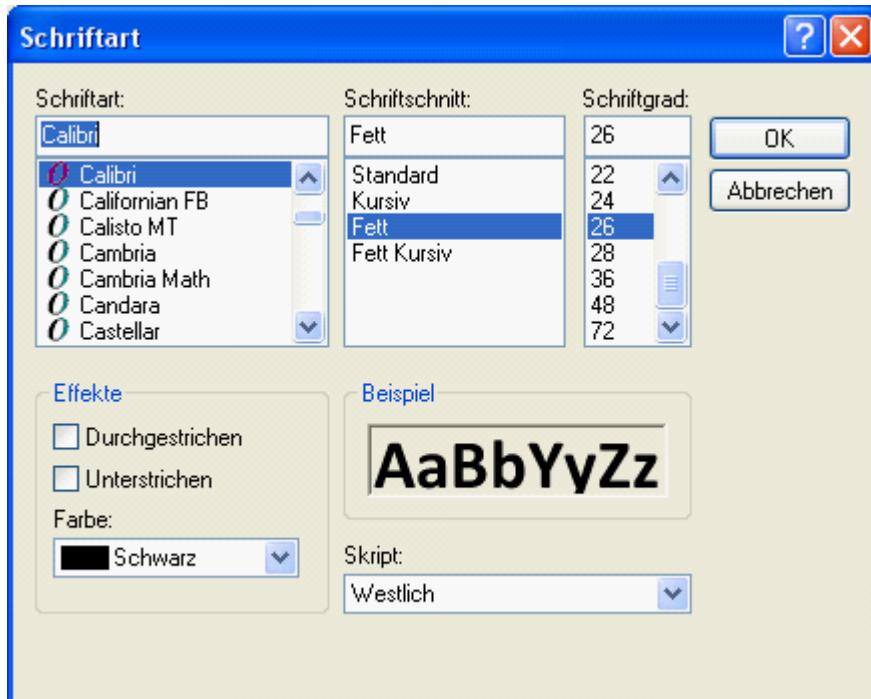 Schriftart
Schriftart:
Calibri
Calibri
Californian FB
Calisto MT
Cambria
Cambria Math
Candara
Castellar
Schriftschnitt:
Fett
Standard
Kursiv
Fett
Fett Kursiv
Schriftgrad:
26
22
24
26
28
36
48
72
OK
Abbrechen
Effekte
Durchgestrichen
Unterstrichen
Farbe:
Schwarz
Beispiel
AaBbYyZz
Skript:
Westlich